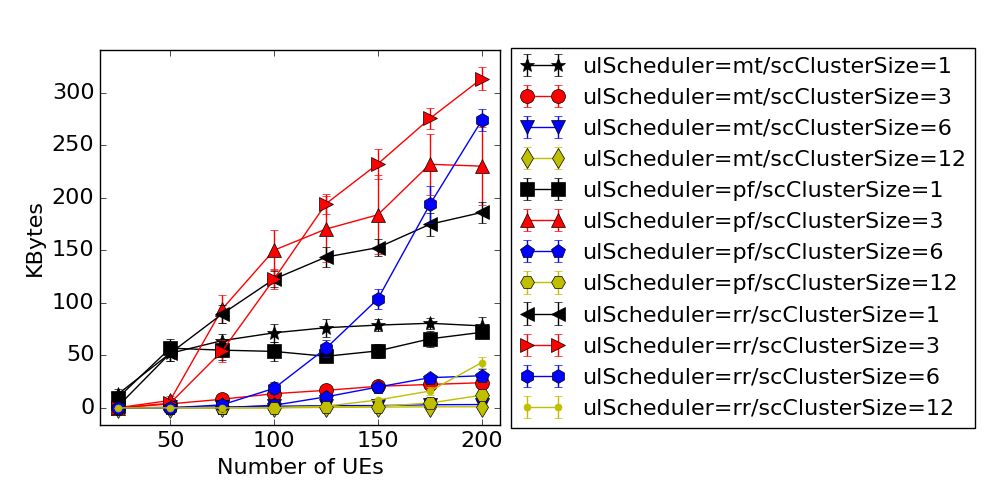 300
250
200
150
100
50
0
KBytes
50 100 150 200
Number of UEs
ulScheduler=mt/scClusterSize=1
ulScheduler=mt/scClusterSize=3
ulScheduler=mt/scClusterSize=6
ulScheduler=mt/scClusterSize=12
ulScheduler=pf/scClusterSize=1
ulScheduler=pf/scClusterSize=3
ulScheduler=pf/scClusterSize=6
ulScheduler=pf/scClusterSize=12
ulScheduler=rr/scClusterSize=1
ulScheduler=rr/scClusterSize=3
ulScheduler=rr/scClusterSize=6
ulScheduler=rr/scClusterSize=12